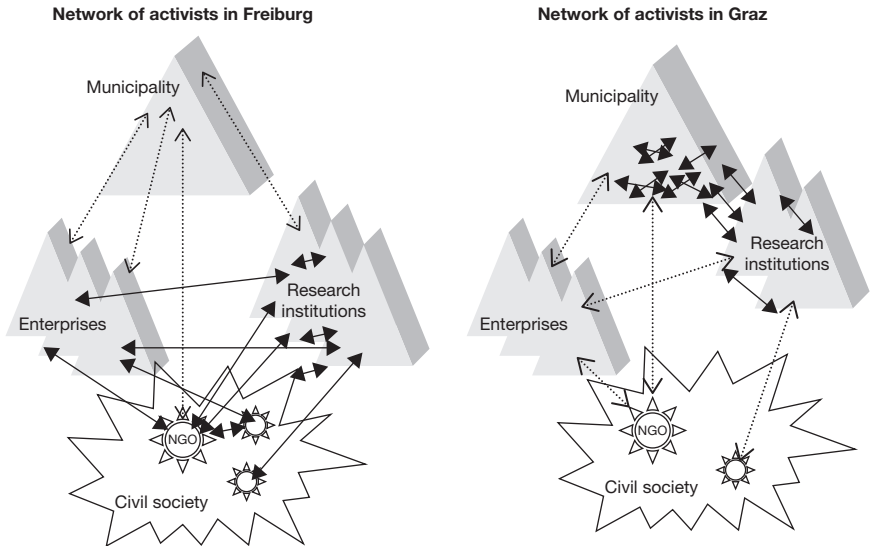 Network of activists in Freiburg
Municipality
Enterprises
Research
institutions
NGO
Civil society
Network of activists in Graz
Municipality
Research
institutions
Enterprises
NGO
Civil society